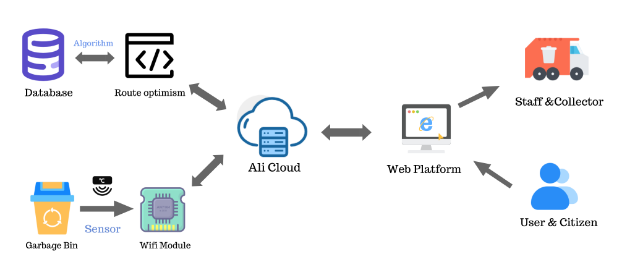 Algorithm
Database
Route optimism
Staff &Collector
Ali Cloud
Web Platform
°C
Sensor
User & Citizen
Garbage Bin
Wifi Module